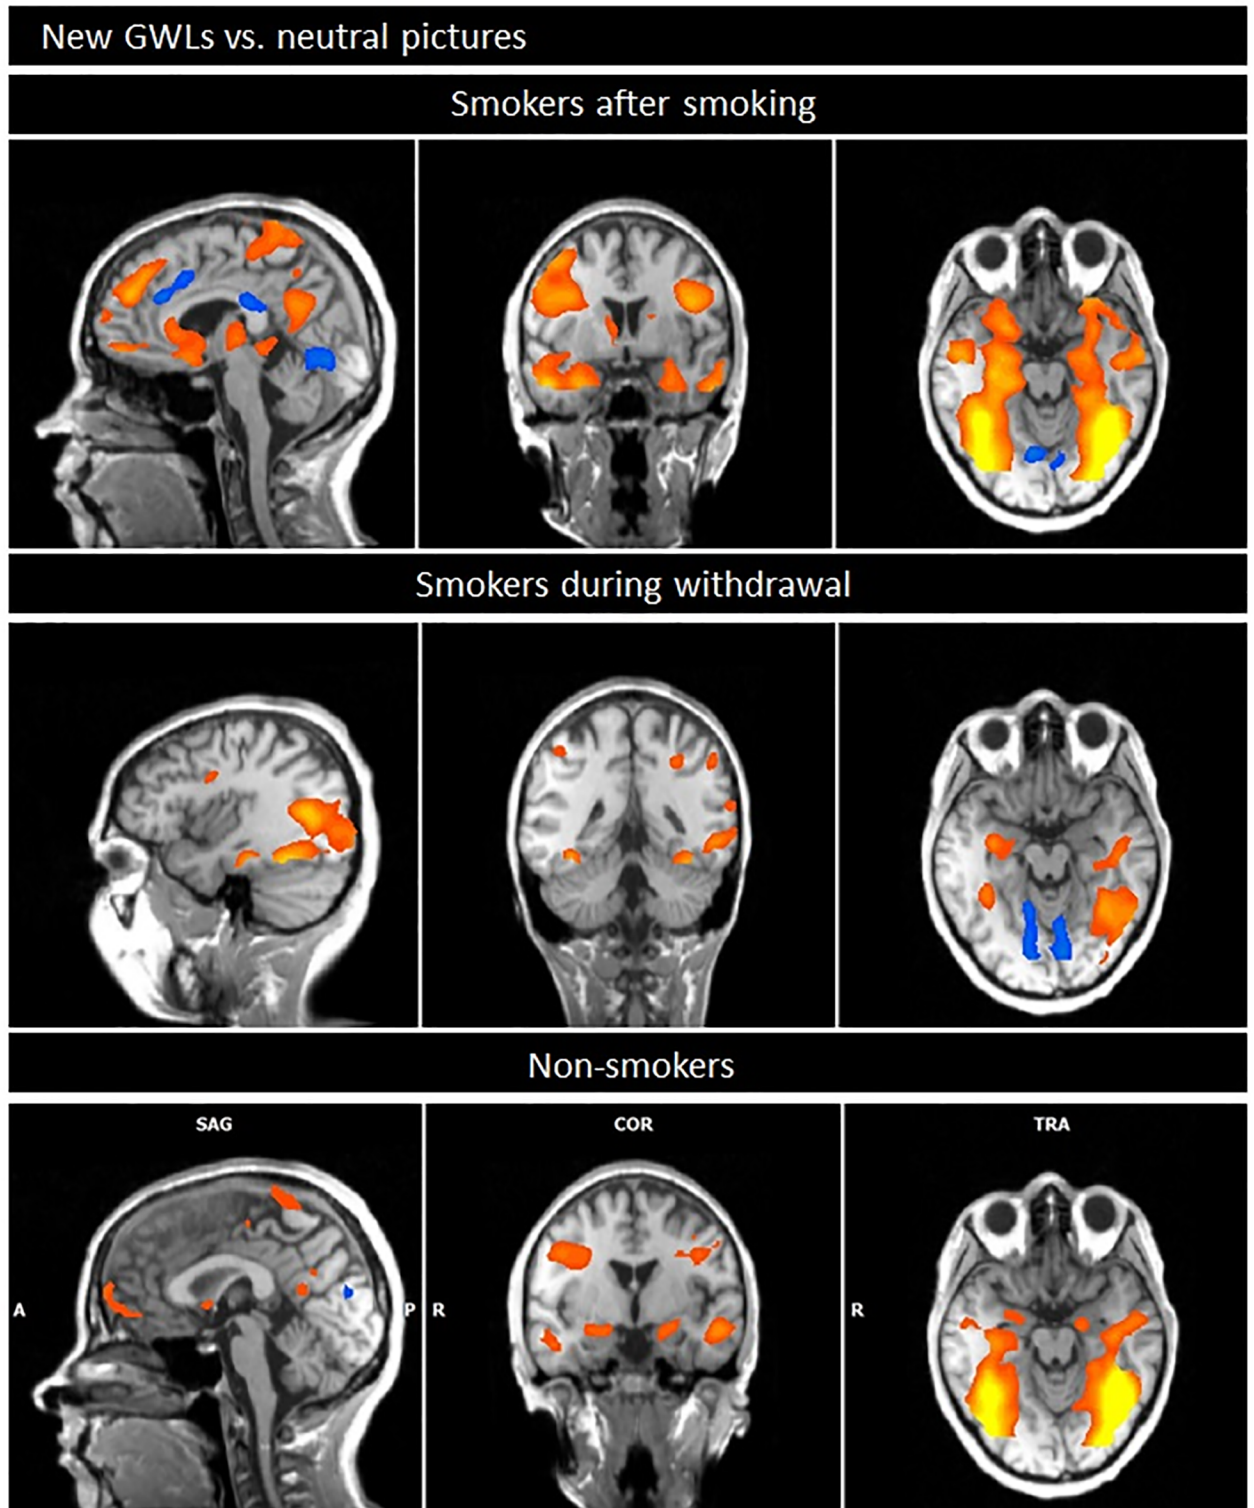 New GWLs vs. neutral pictures
Smokers after smoking
Smokers during withdrawal
Non-smokers
SAG COR TRA
A P R R